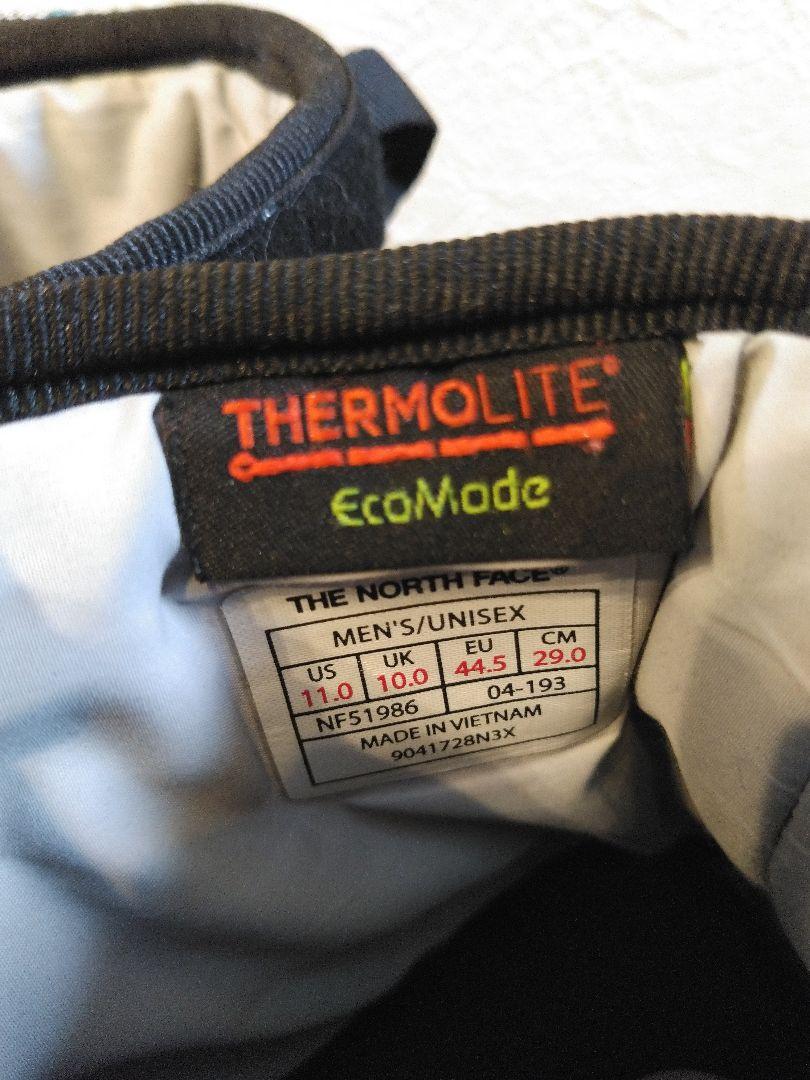 THERMOLITE®
EcoMade
THE NORTH FACE®
MEN'S/UNISEX
US UK EU CM
11.0 10.0 44.5 29.0
NF51986 04-193
MADE IN VIETNAM
9041728N3X